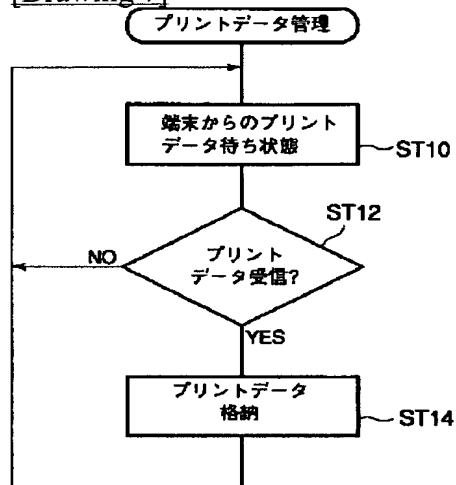 プリントデータ管理
端末からのプリント
データ待ち状態
ST10
ST12
NO
プリント
データ受信?
YES
プリントデータ
格納
ST14